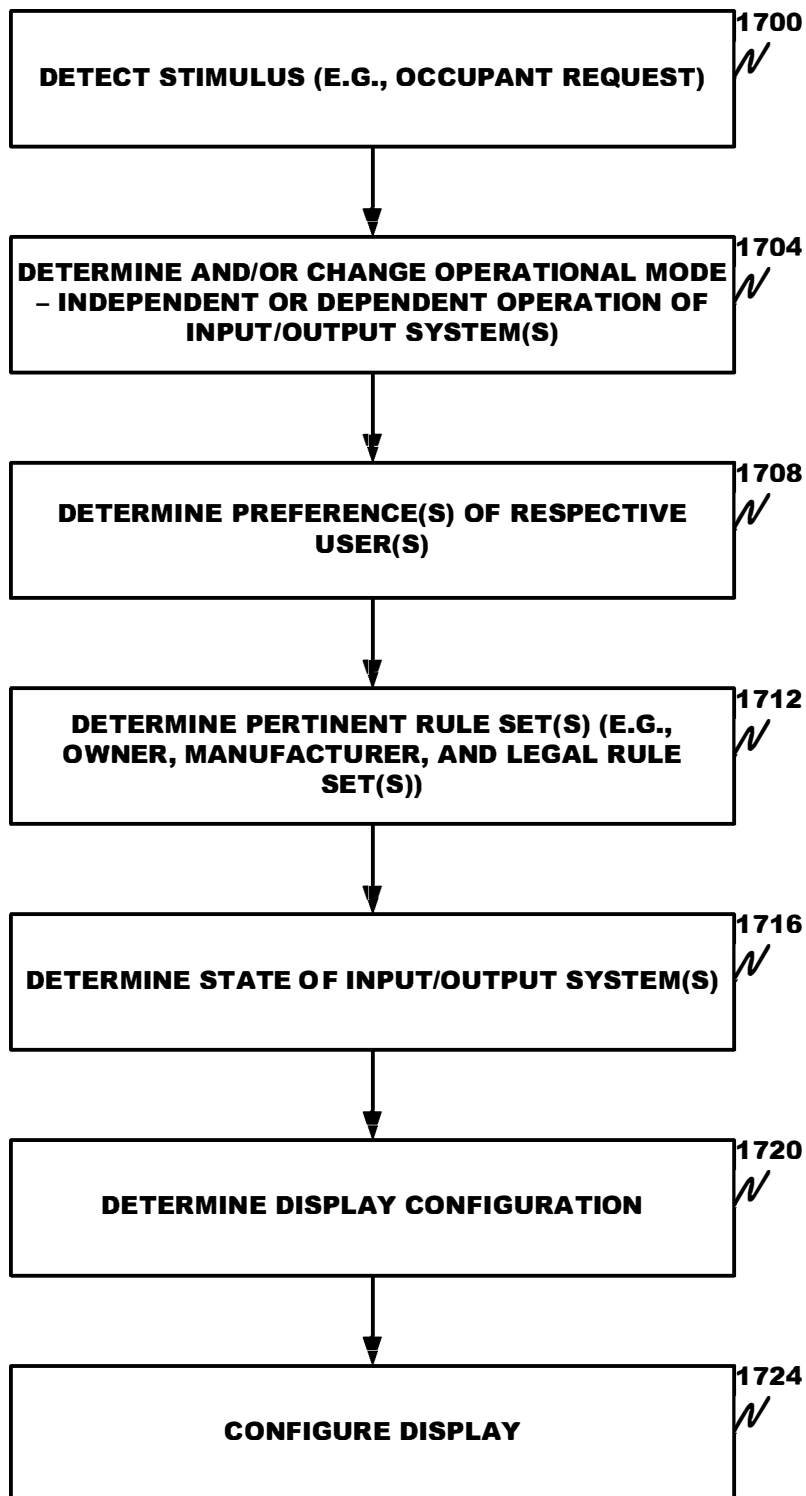 1700
DETECT STIMULUS (E.G., OCCUPANT REQUEST)
1704
DETERMINE AND/OR CHANGE OPERATIONAL MODE
– INDEPENDENT OR DEPENDENT OPERATION OF
INPUT/OUTPUT SYSTEM(S)
1708
DETERMINE PREFERENCE(S) OF RESPECTIVE
USER(S)
1712
DETERMINE PERTINENT RULE SET(S) (E.G.,
OWNER, MANUFACTURER, AND LEGAL RULE
SET(S))
1716
DETERMINE STATE OF INPUT/OUTPUT SYSTEM(S)
1720
DETERMINE DISPLAY CONFIGURATION
1724
CONFIGURE DISPLAY